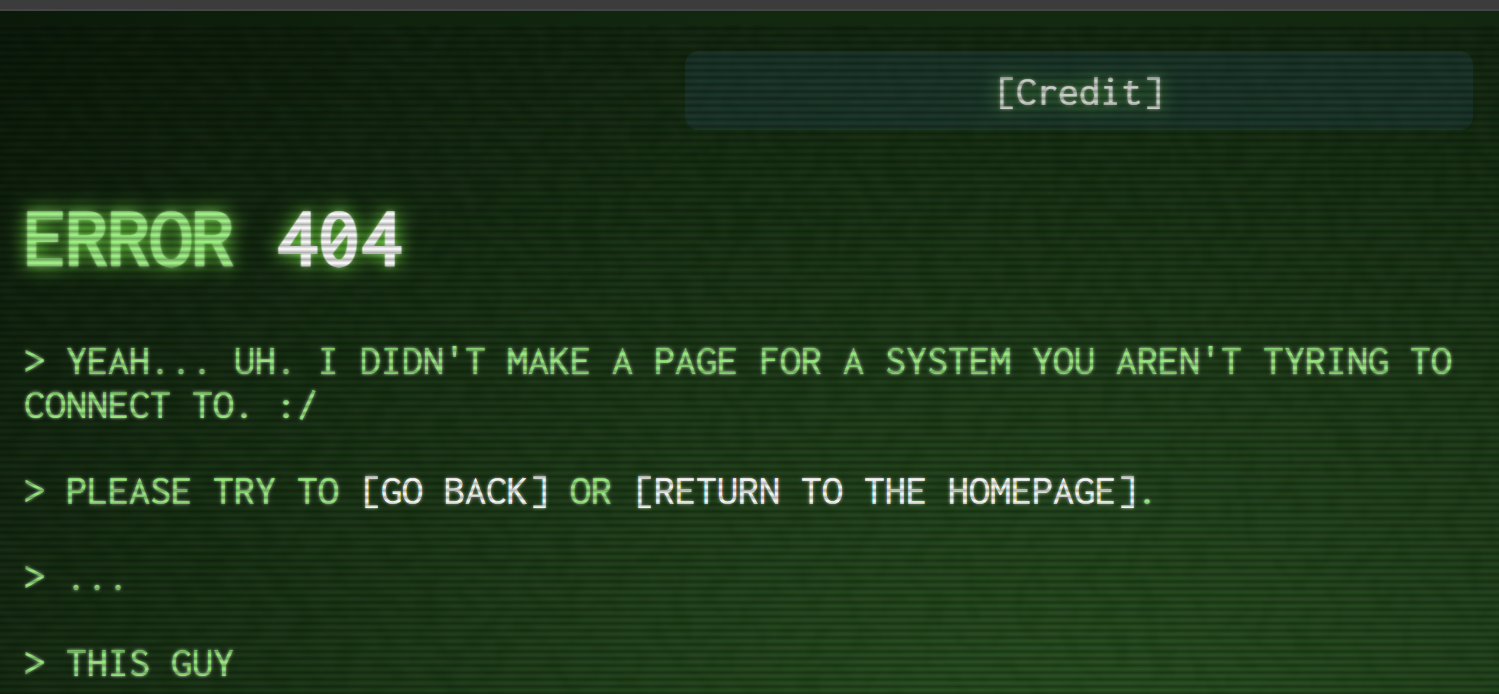 [Credit]
ERROR 404
> YEAH... UH. I DIDN'T MAKE A PAGE FOR A SYSTEM YOU AREN'T TYRING TO
CONNECT TO. :/
> PLEASE TRY TO [GO BACK] OR [RETURN TO THE HOMEPAGE].
> ...
> THIS GUY